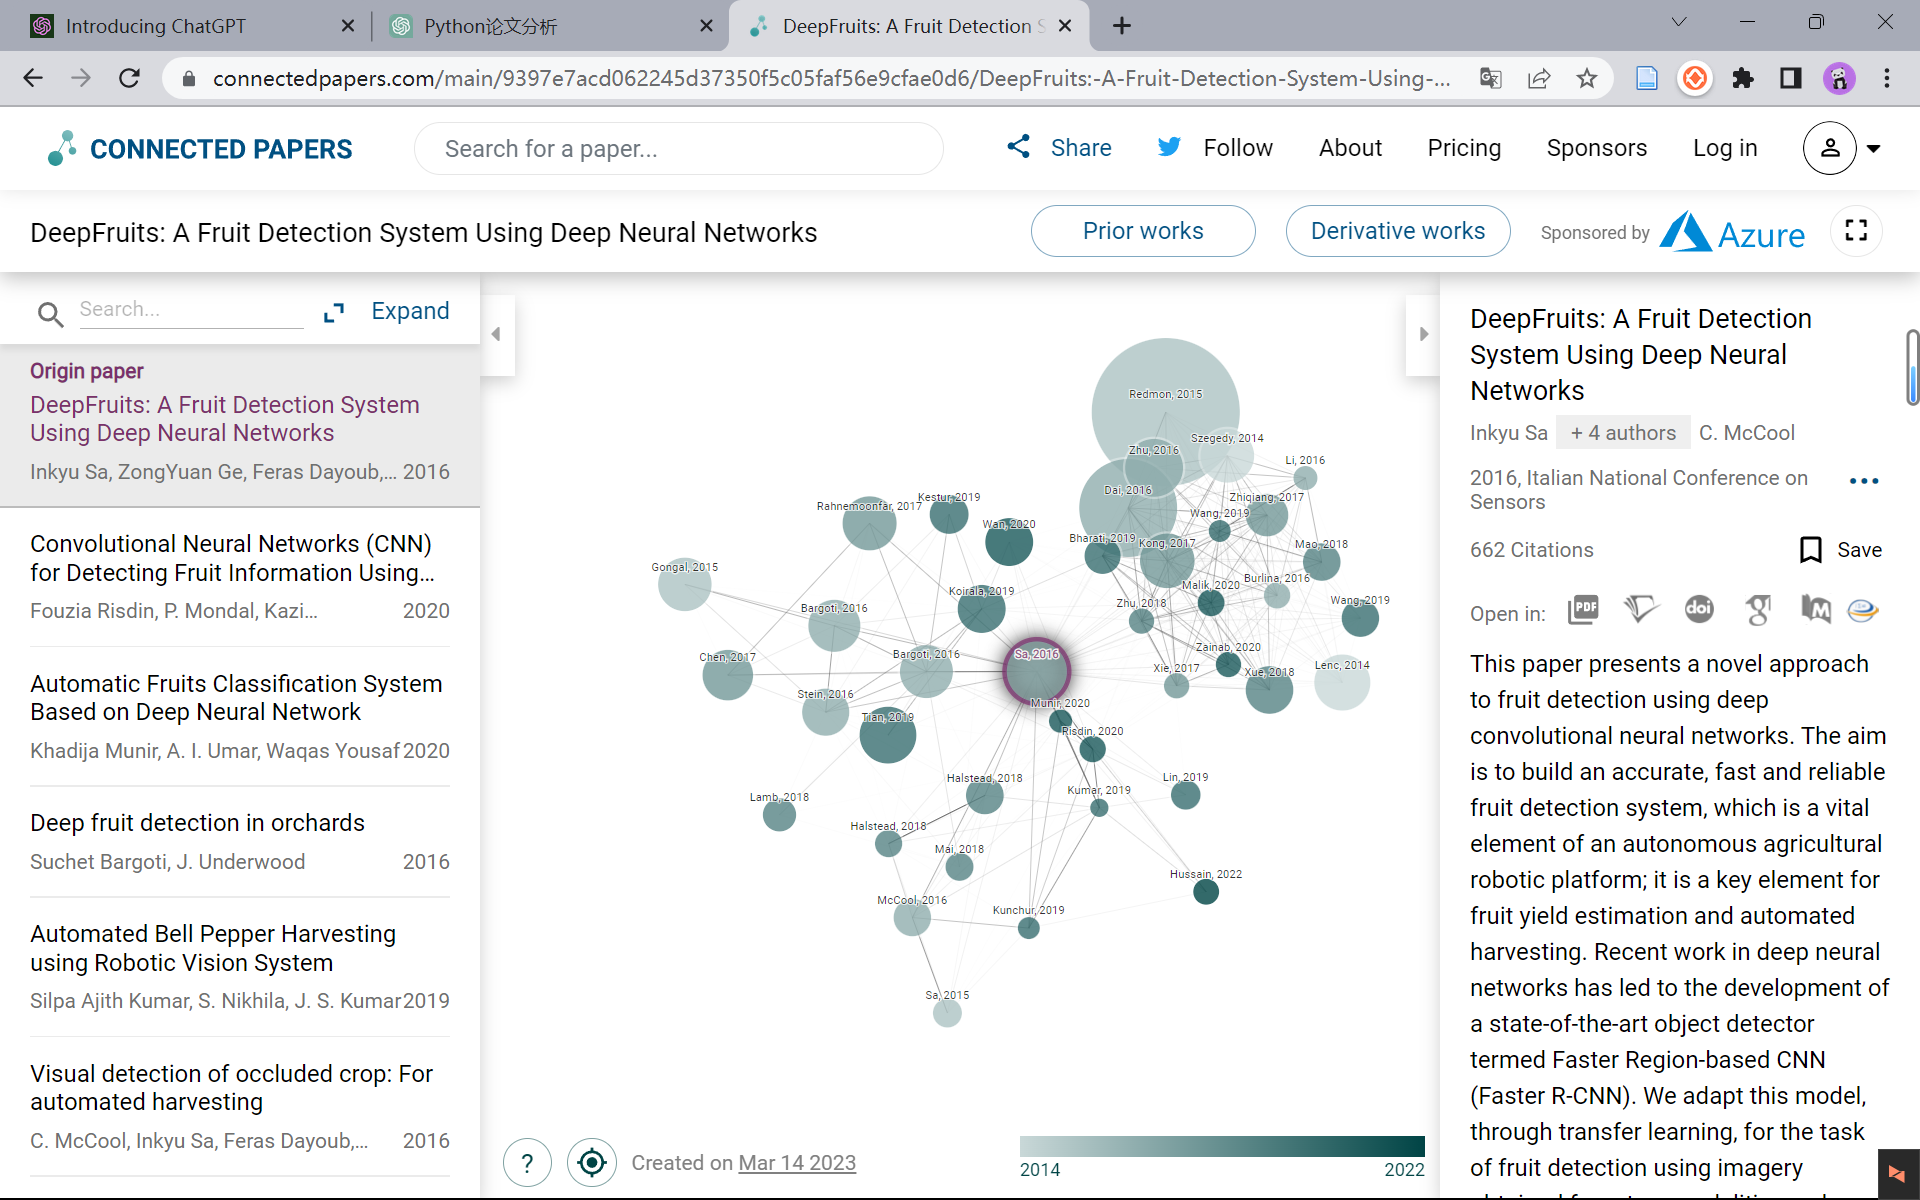 Introducing ChatGPT
Python论文分析
DeepFruits: A Fruit Detection S
connectedpapers.com/main/9397e7acd062245d37350f5c05faf56e9cfae0d6/DeepFruits:-A-Fruit-Detection-System-Using-...
CONNECTED PAPERS
Search for a paper...
Share
Follow
About
Pricing
Sponsors
Log in
DeepFruits: A Fruit Detection System Using Deep Neural Networks
Prior works
Derivative works
Sponsored by
Azure
Search...
Expand
Origin paper
DeepFruits: A Fruit Detection System
Using Deep Neural Networks
Inkyu Sa, ZongYuan Ge, Feras Dayoub,... 2016
Convolutional Neural Networks (CNN)
for Detecting Fruit Information Using...
Fouzia Risdin, P. Mondal, Kazi... 2020
Automatic Fruits Classification System
Based on Deep Neural Network
Khadija Munir, A. I. Umar, Waqas Yousaf 2020
Deep fruit detection in orchards
Suchet Bargoti, J. Underwood 2016
Automated Bell Pepper Harvesting
using Robotic Vision System
Silpa Ajith Kumar, S. Nikhila, J. S. Kumar 2019
Visual detection of occluded crop: For
automated harvesting
C. McCool, Inkyu Sa, Feras Dayoub,... 2016
Redmon, 2015
Szegedy, 2014
Zhu, 2016
Li, 2016
Dai, 2016
Zhiqiang, 2017
Rahnemoonfar, 2017
Kestur, 2019
Wang, 2019
Wan, 2020
Bharati, 2019
Kong, 2017
Mao, 2018
Gongal, 2015
Koirala, 2019
Malik, 2020
Burlina, 2016
Bargoti, 2016
Zhu, 2018
Wang, 2019
Chen, 2017
Bargoti, 2016
Sa, 2016
Zainab, 2020
Xie, 2017
Xue, 2018
Lenc, 2014
Stein, 2016
Munir, 2020
Tian, 2019
Risdin, 2020
Halstead, 2018
Lin, 2019
Kumar, 2019
Lamb, 2018
Halstead, 2018
Mai, 2018
Hussain, 2022
McCool, 2016
Kunchur, 2019
Sa, 2015
?
Created on Mar 14 2023
2014
2022
DeepFruits: A Fruit Detection
System Using Deep Neural
Networks
Inkyu Sa + 4 authors C. McCool
2016, Italian National Conference on
Sensors
662 Citations
Save
Open in:
PDF
doi
This paper presents a novel approach
to fruit detection using deep
convolutional neural networks. The aim
is to build an accurate, fast and reliable
fruit detection system, which is a vital
element of an autonomous agricultural
robotic platform; it is a key element for
fruit yield estimation and automated
harvesting. Recent work in deep neural
networks has led to the development of
a state-of-the-art object detector
termed Faster Region-based CNN
(Faster R-CNN). We adapt this model,
through transfer learning, for the task
of fruit detection using imagery